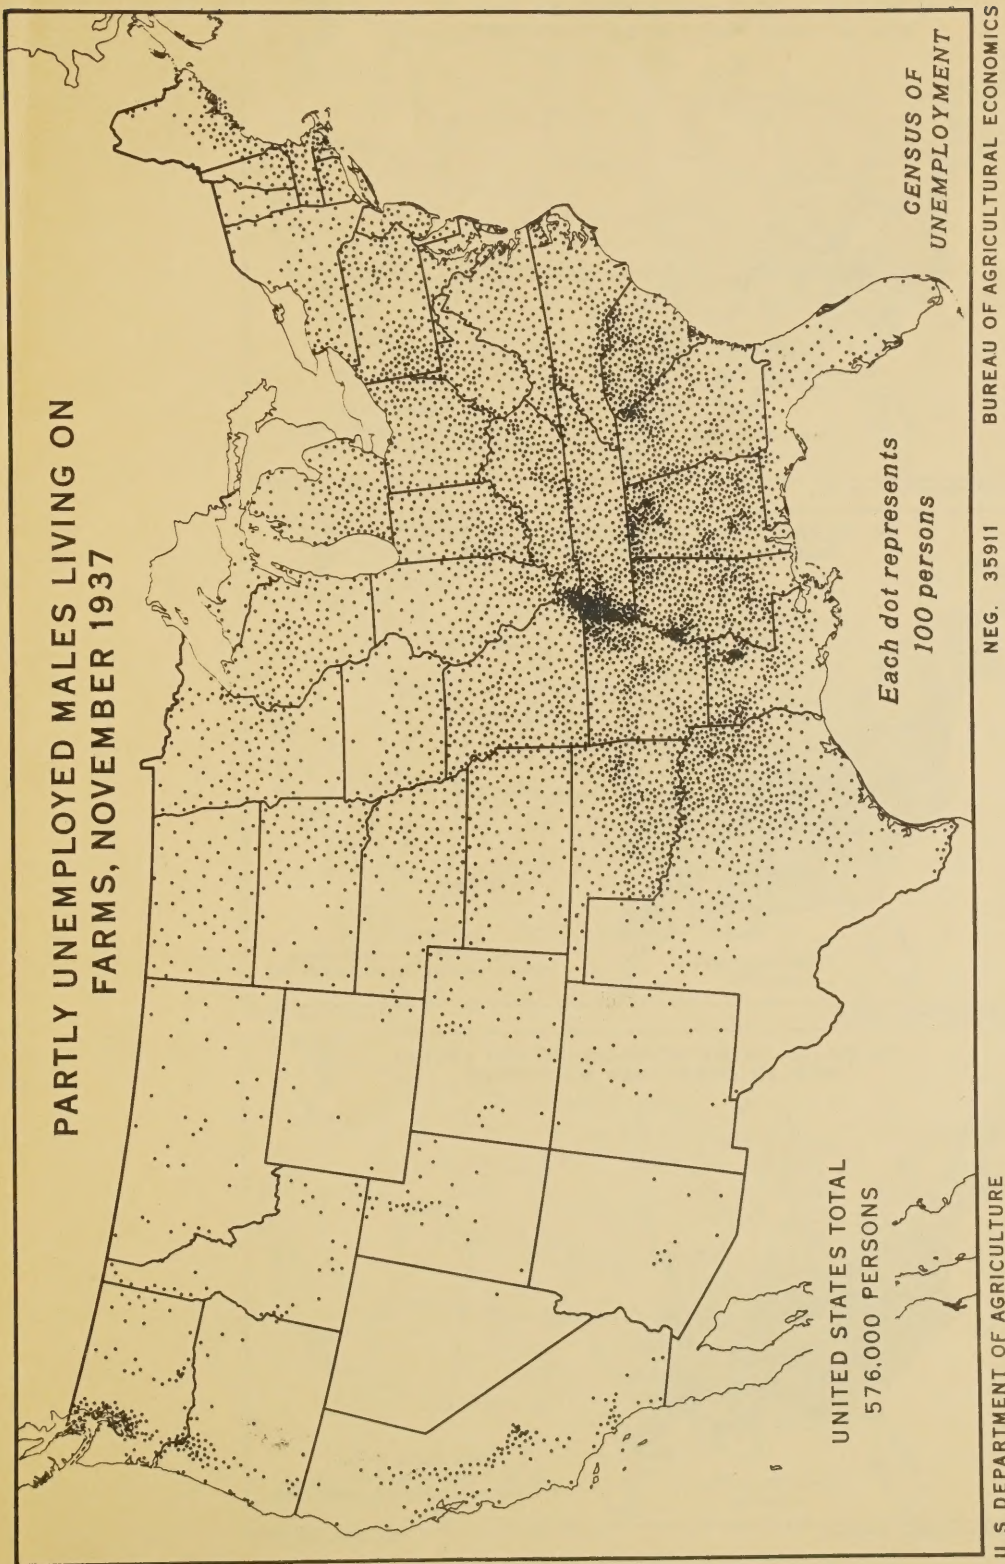 PARTLY UNEMPLOYED MALES LIVING ON
FARMS, NOVEMBER 1937
UNITED STATES TOTAL
576,000 PERSONS
Each dot represents
100 persons
CENSUS OF
UNEMPLOYMENT
U.S. DEPARTMENT OF AGRICULTURE
NEG. 35911
BUREAU OF AGRICULTURAL ECONOMICS